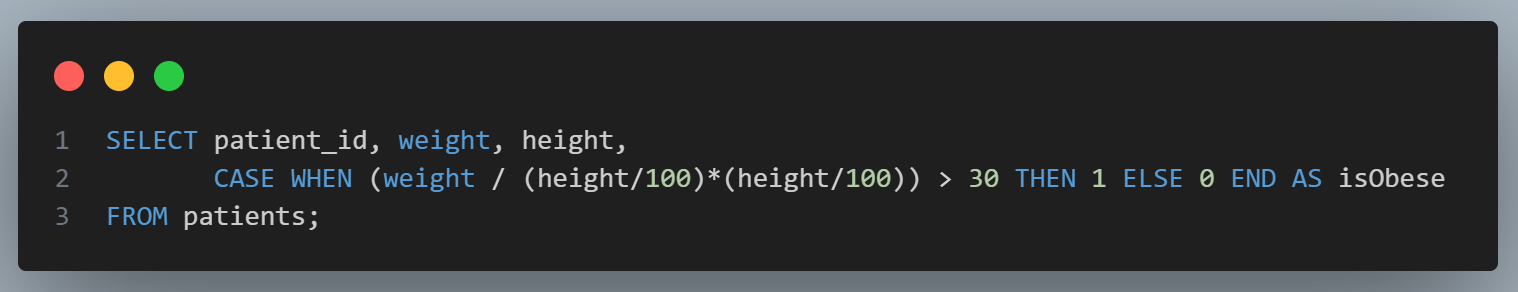 1 SELECT patient_id, weight, height,
2 CASE WHEN (weight / (height/100)*(height/100)) > 30 THEN 1 ELSE 0 END AS isObese
3 FROM patients;